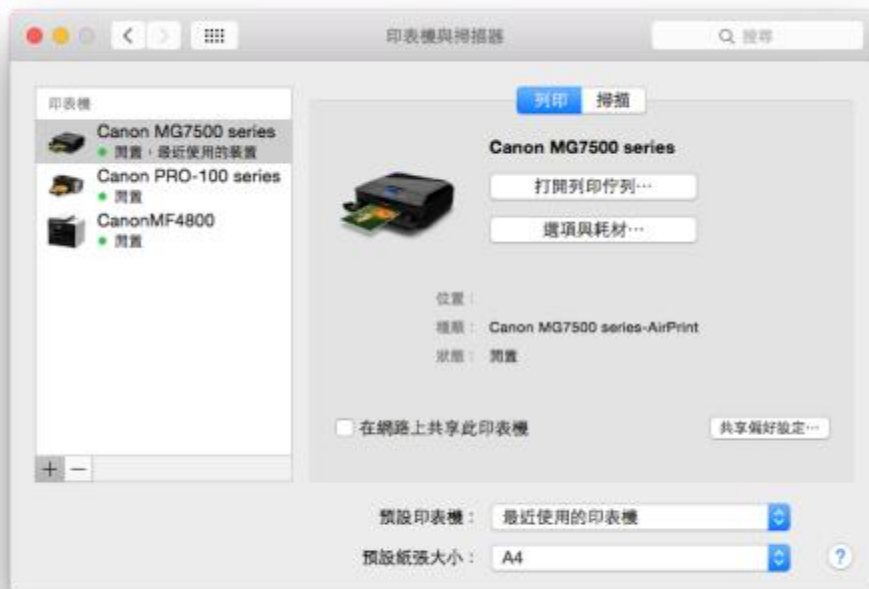 印表機與掃描器
搜尋
印表機
Canon MG7500 series
閒置，最近使用的裝置
Canon PRO-100 series
閒置
CanonMF4800
閒置
列印 掃描
Canon MG7500 series
打開列印佇列⋯
選項與耗材⋯
位置：
種類： Canon MG7500 series-AirPrint
狀態： 閒置
在網路上共享此印表機
共享偏好設定⋯
+ −
預設印表機： 最近使用的印表機
預設紙張大小： A4
?